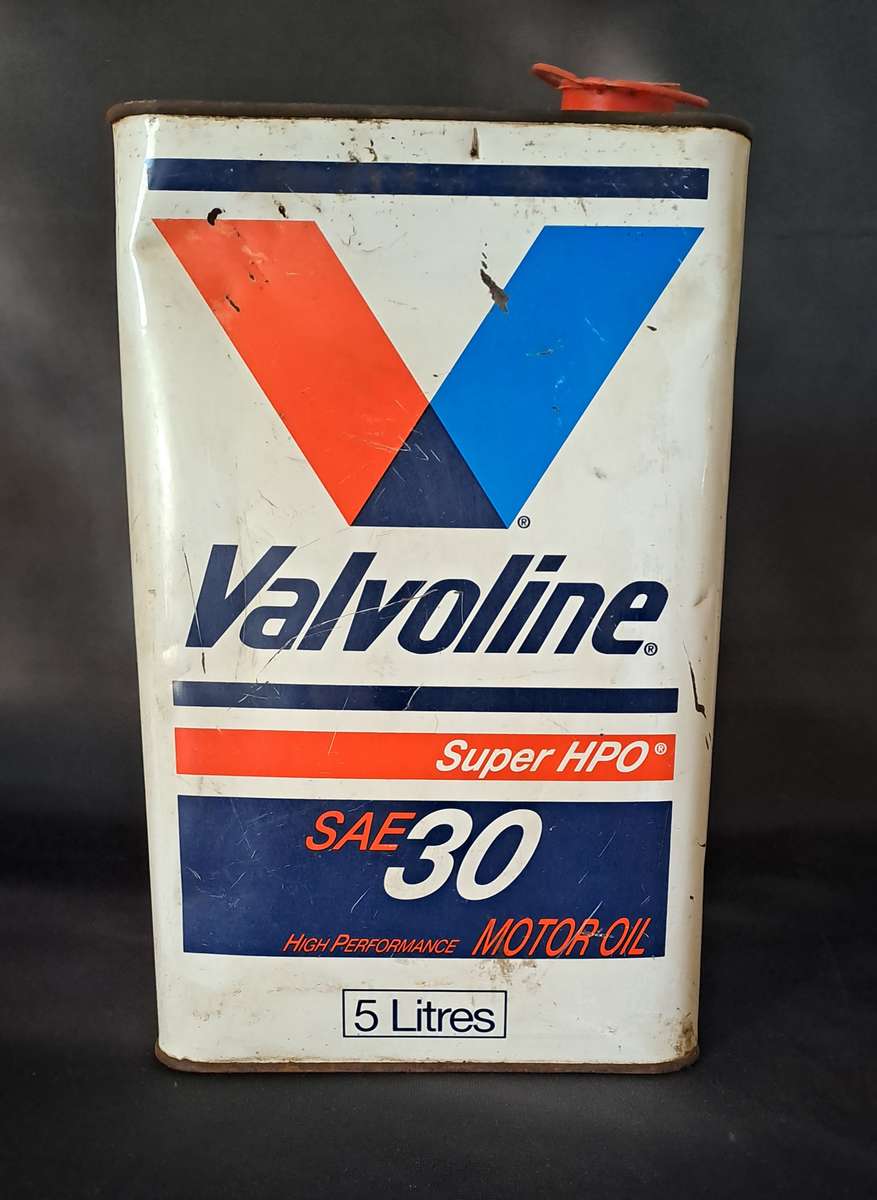 ®
Valvoline®
Super HPO®
SAE 30
HIGH PERFORMANCE MOTOR OIL
5 Litres